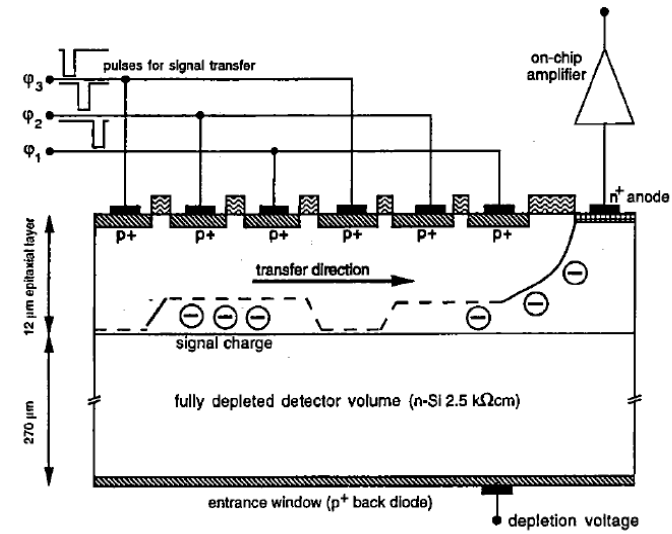 on-chip
amplifier
pulses for signal transfer
φ3
φ2
φ1
n+ anode
p+ p+ p+ p+ p+ p+
12 μm epitaxial layer
transfer direction
signal charge
270 μm
fully depleted detector volume (n-Si 2.5 kΩcm)
entrance window (p+ back diode)
depletion voltage